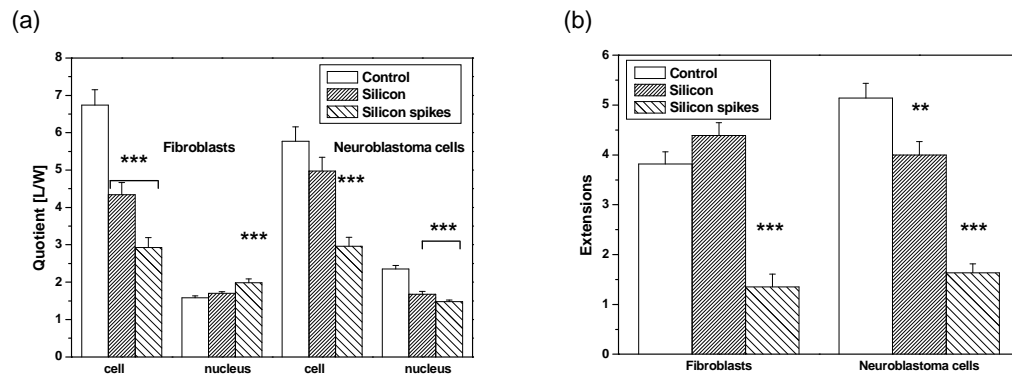 (a)
Quotient [L/W]
8
7
6
5
4
3
2
1
0
Control
Silicon
Silicon spikes
Fibroblasts
Neuroblastoma cells
***
***
***
***
cell
nucleus
cell
nucleus
(b)
Extensions
6
5
4
3
2
1
0
Control
Silicon
Silicon spikes
***
**
***
Fibroblasts
Neuroblastoma cells